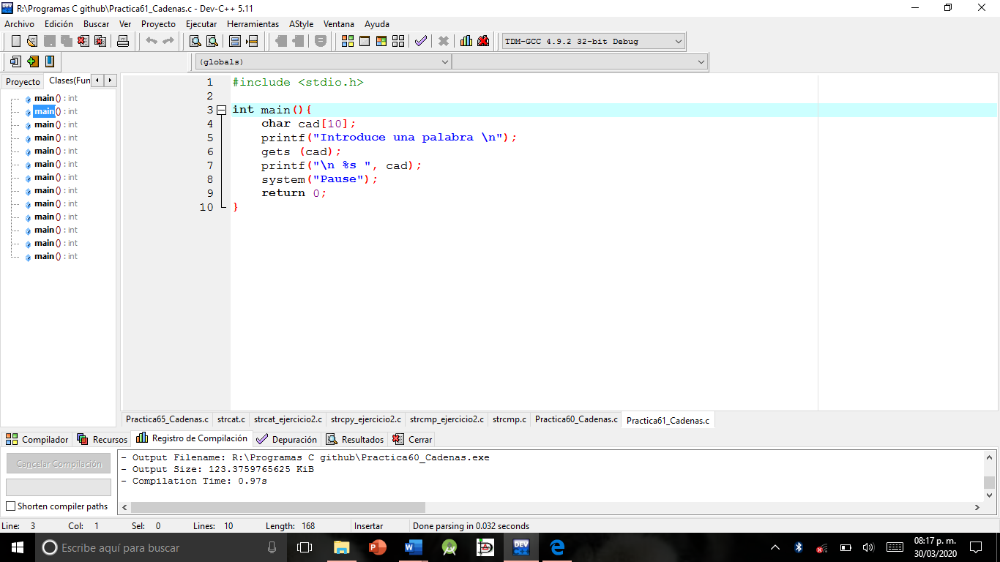 R:\Programas C github\Practica61_Cadenas.c - Dev-C++ 5.11
Archivo Edición Buscar Ver Proyecto Ejecutar Herramientas AStyle Ventana Ayuda
TDM-GCC 4.9.2 32-bit Debug
(globals)
Proyecto Clases(Fun
main () : int
main () : int
main () : int
main () : int
main () : int
main () : int
main () : int
main () : int
main () : int
main () : int
main () : int
main () : int
main () : int
1 #include <stdio.h>
2
3 int main(){
4 char cad[10];
5 printf("Introduce una palabra \n");
6 gets (cad);
7 printf("\n %s ", cad);
8 system("Pause");
9 return 0;
10 }
Practica65_Cadenas.c strcat.c strcat_ejercicio2.c strcpy_ejercicio2.c strcmp_ejercicio2.c strcmp.c Practica60_Cadenas.c Practica61_Cadenas.c
Compilador Recursos Registro de Compilación Depuración Resultados Cerrar
Cancelar Compilación
Shorten compiler paths
- Output Filename: R:\Programas C github\Practica60_Cadenas.exe
- Output Size: 123.3759765625 KiB
- Compilation Time: 0.97s
Line: 3 Col: 1 Sel: 0 Lines: 10 Length: 168 Insertar Done parsing in 0.032 seconds
Escribe aquí para buscar
08:17 p. m.
30/03/2020